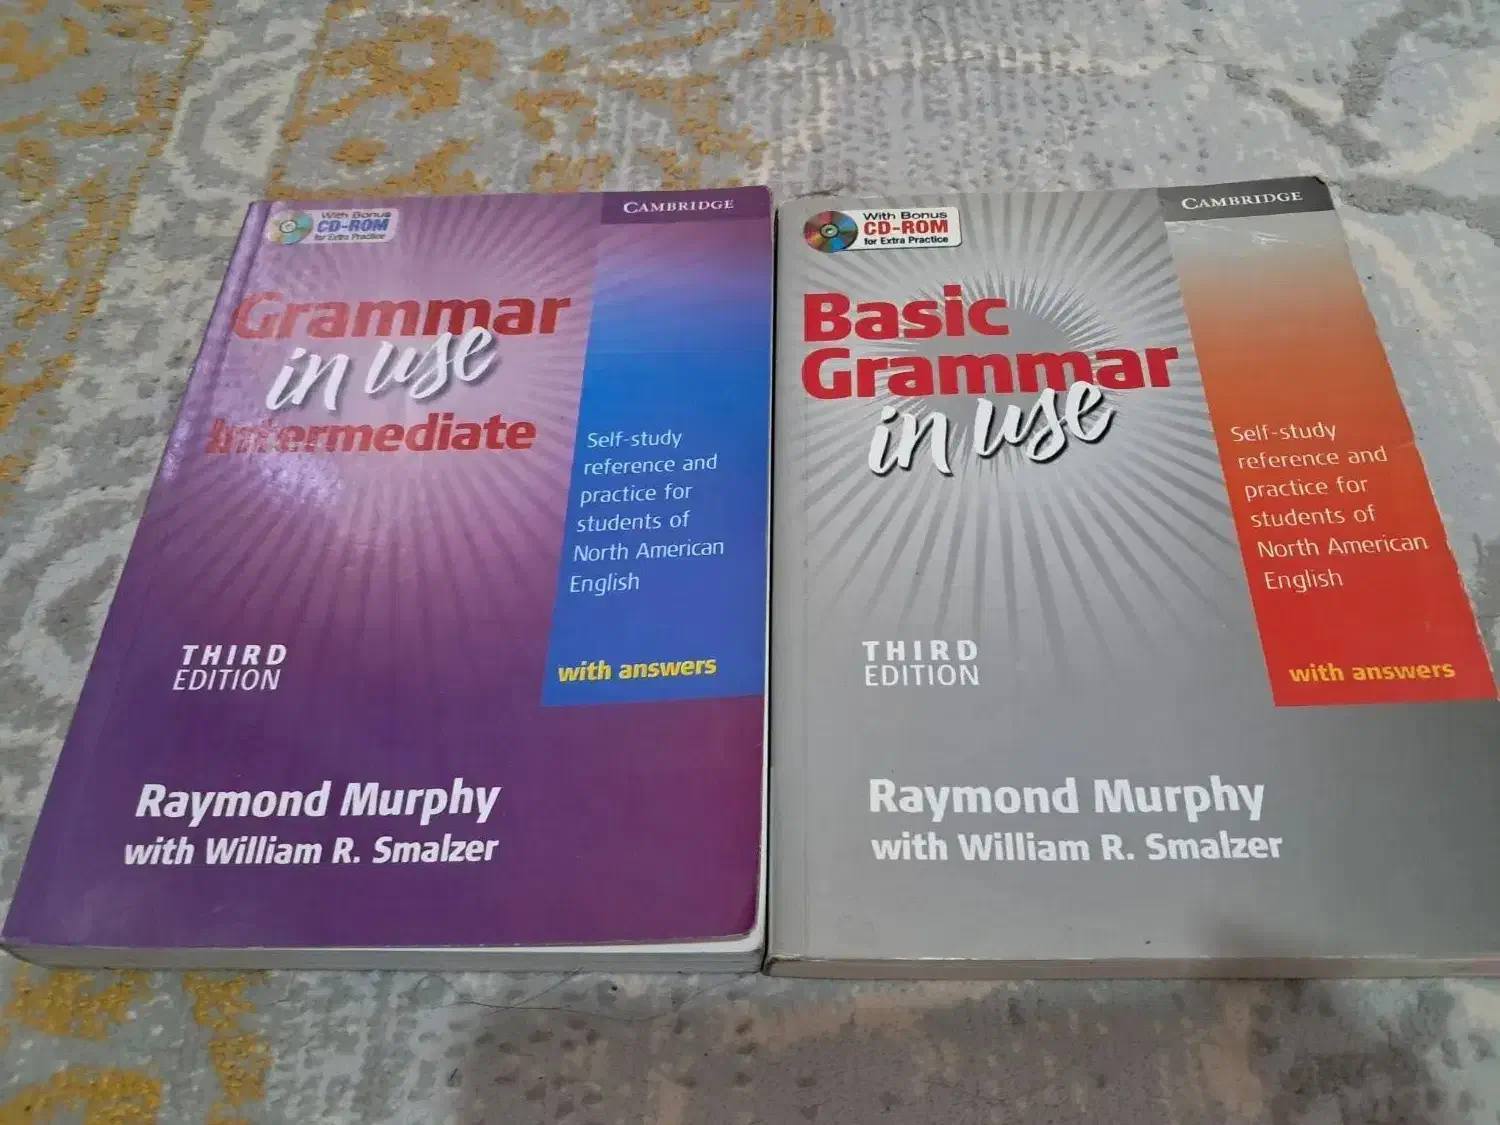 With Bonus
CD-ROM
for Extra Practice
CAMBRIDGE
Grammar
in use
Intermediate
Self-study
reference and
practice for
students of
North American
English
with answers
THIRD
EDITION
Raymond Murphy
with William R. Smalzer
With Bonus
CD-ROM
for Extra Practice
CAMBRIDGE
Basic
Grammar
in use
Self-study
reference and
practice for
students of
North American
English
with answers
THIRD
EDITION
Raymond Murphy
with William R. Smalzer